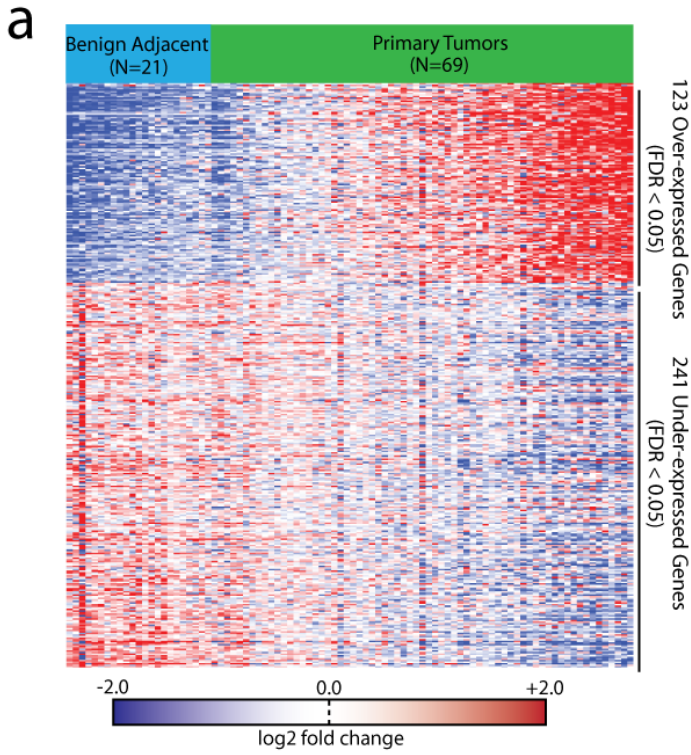 a
Benign Adjacent
(N=21)
Primary Tumors
(N=69)
123 Over-expressed Genes
(FDR < 0.05)
241 Under-expressed Genes
(FDR < 0.05)
-2.0
0.0
+2.0
log2 fold change